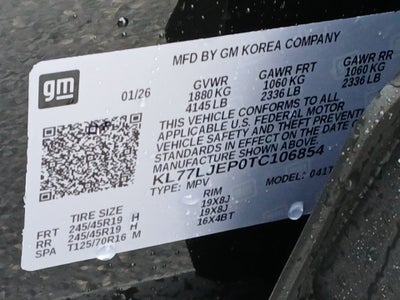 gm
MFD BY GM KOREA COMPANY
01/26
GVWR GAWR FRT GAWR RR
1880 KG 1060 KG 1060 KG
4145 LB 2336 LB 2336 LB
THIS VEHICLE CONFORMS TO ALL
APPLICABLE U.S. FEDERAL MOTOR
VEHICLE SAFETY AND THEFT PREVENT
STANDARDS IN EFFECT ON THE DATE
MANUFACTURE SHOWN ABOVE.
KL77LJEP0TC106854
TYPE: MPV MODEL: 041T
TIRE SIZE RIM
FRT 245/45R19 H 19X8J
RR 245/45R19 H 19X8J
SPA T125/70R16 M 16X4BT